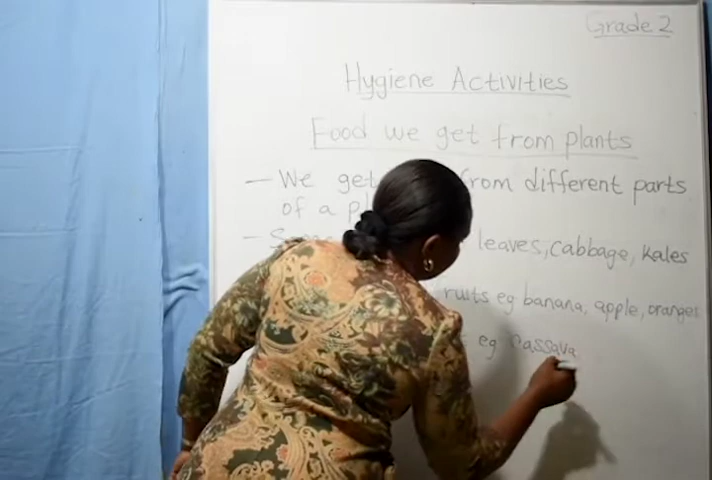 Grade 2
Hygiene Activities
Food we get from plants
- We get from different parts
of a
- leaves, cabbage, kales
ruits eg banana, apple, oranges
eg cassava